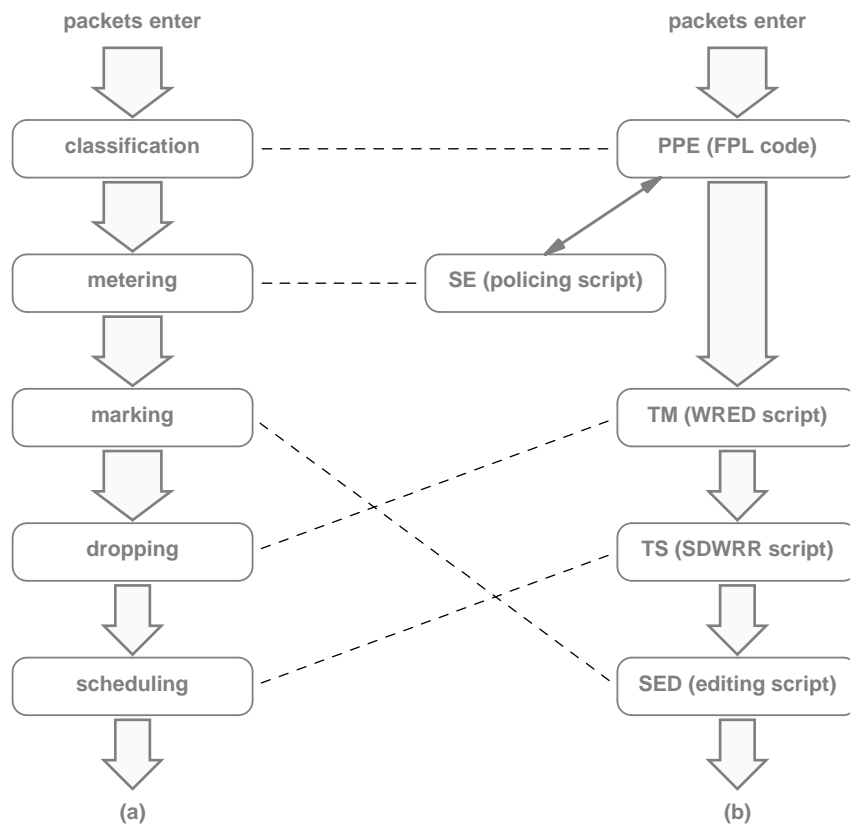 packets enter
packets enter
classification
PPE (FPL code)
metering
SE (policing script)
marking
TM (WRED script)
dropping
TS (SDWRR script)
scheduling
SED (editing script)
(a)
(b)